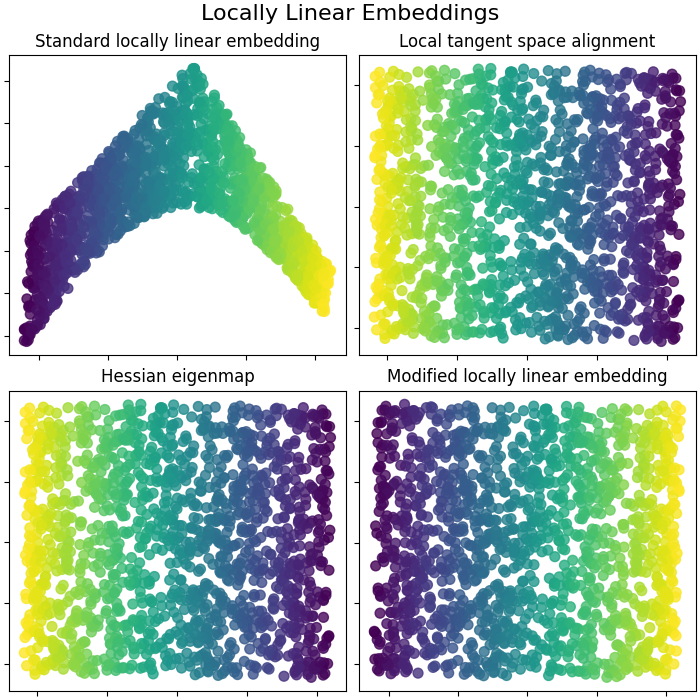 Locally Linear Embeddings
Standard locally linear embedding
Local tangent space alignment
Hessian eigenmap
Modified locally linear embedding